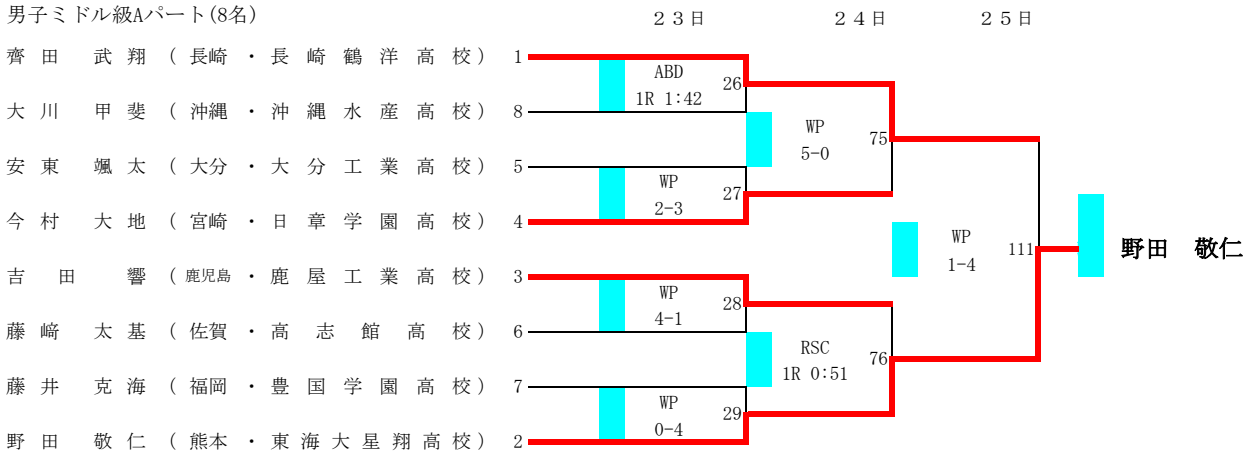 男子ミドル級Aパート(8名) 23日 24日 25日
齊田 武翔 (長崎・長崎鶴洋高校) 1
ABD 26
1R 1:42
大川 甲斐 (沖縄・沖縄水産高校) 8
WP 75
5-0
安東 颯太 (大分・大分工業高校) 5
WP 27
2-3
今村 大地 (宮崎・日章学園高校) 4
WP 111 野田 敬仁
1-4
吉田 響 (鹿児島・鹿屋工業高校) 3
WP 28
4-1
藤﨑 太基 (佐賀・高志館高校) 6
RSC 76
1R 0:51
藤井 克海 (福岡・豊国学園高校) 7
WP 29
0-4
野田 敬仁 (熊本・東海大星翔高校) 2